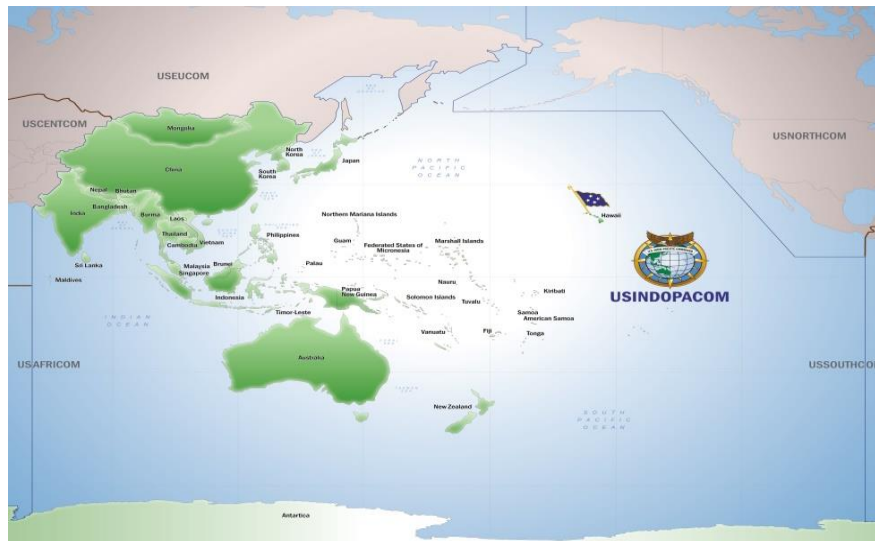 USEUCOM
USCENTCOM
USNORTHCOM
Mongolia
North
Korea
China
South
Korea
Japan
NORTH
PACIFIC
OCEAN
Nepal
Bhutan
Bangladesh
India
Burma
Laos
Thailand
Vietnam
Cambodia
Northern Mariana Islands
Hawaii
Philippines
Guam
Federated States of
Micronesia
Marshall Islands
Sri Lanka
Malaysia
Brunei
Singapore
Palau
Maldives
Nauru
Kiribati
Indonesia
Papua
New Guinea
Solomon Islands
Tuvalu
USINDOPACOM
Timor-Leste
Samoa
American Samoa
INDIAN
OCEAN
Vanuatu
Fiji
Tonga
Australia
USAFRICOM
USSOUTHCOM
New Zealand
SOUTH
PACIFIC
OCEAN
Antartica